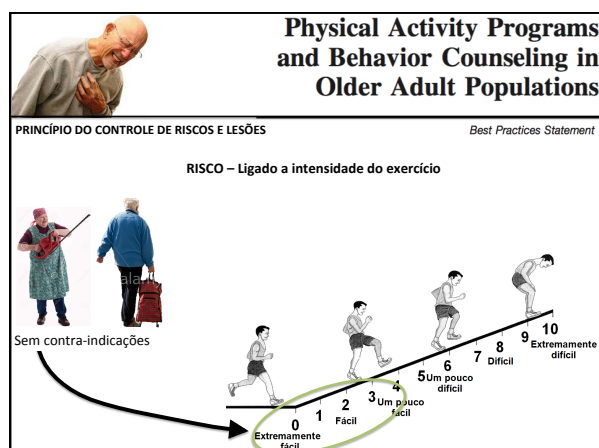 Physical Activity Programs
and Behavior Counseling in
Older Adult Populations
PRINCÍPIO DO CONTROLE DE RISCOS E LESÕES
Best Practices Statement
RISCO – Ligado a intensidade do exercício
Sem contra-indicações
0
Extremamente
fácil
1
2
Fácil
3
4
Um pouco
fácil
5
6
Um pouco
difícil
7
8
Difícil
9
10
Extremamente
difícil